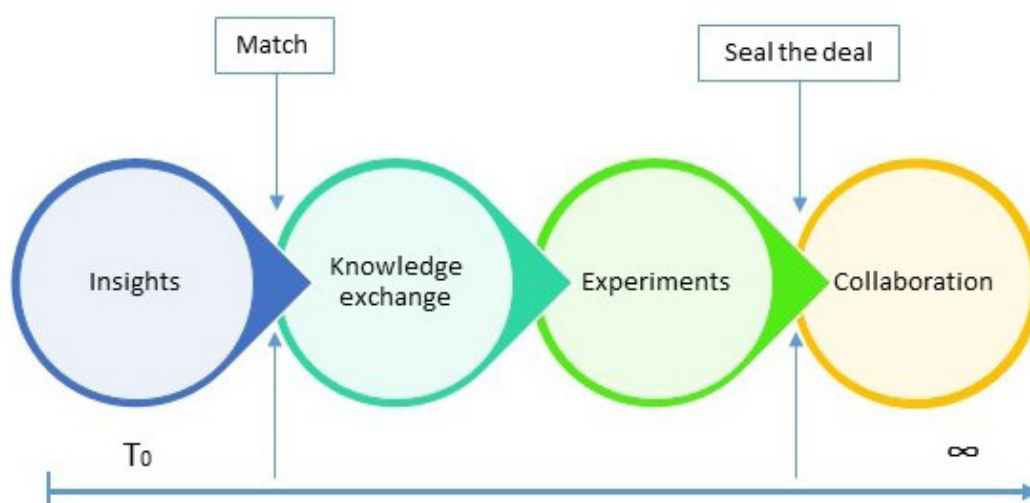 Match
Seal the deal
Insights
Knowledge
exchange
Experiments
Collaboration
T₀
∞